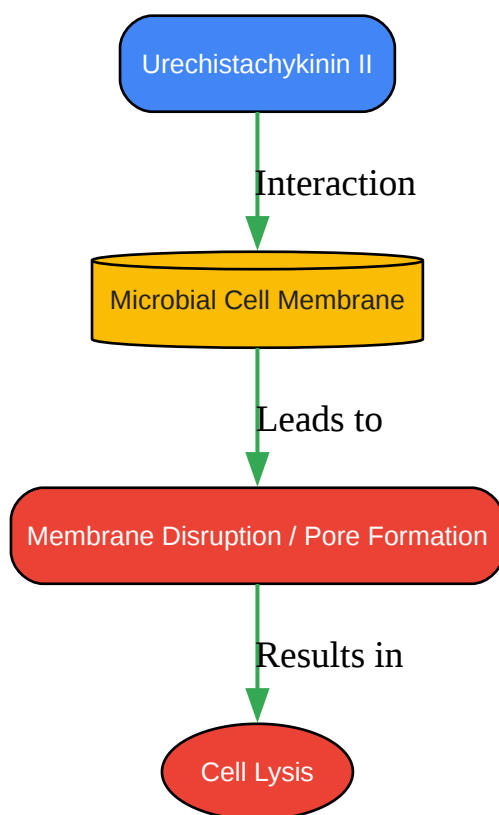 Urechistachykinin II
Interaction
Microbial Cell Membrane
Leads to
Membrane Disruption / Pore Formation
Results in
Cell Lysis